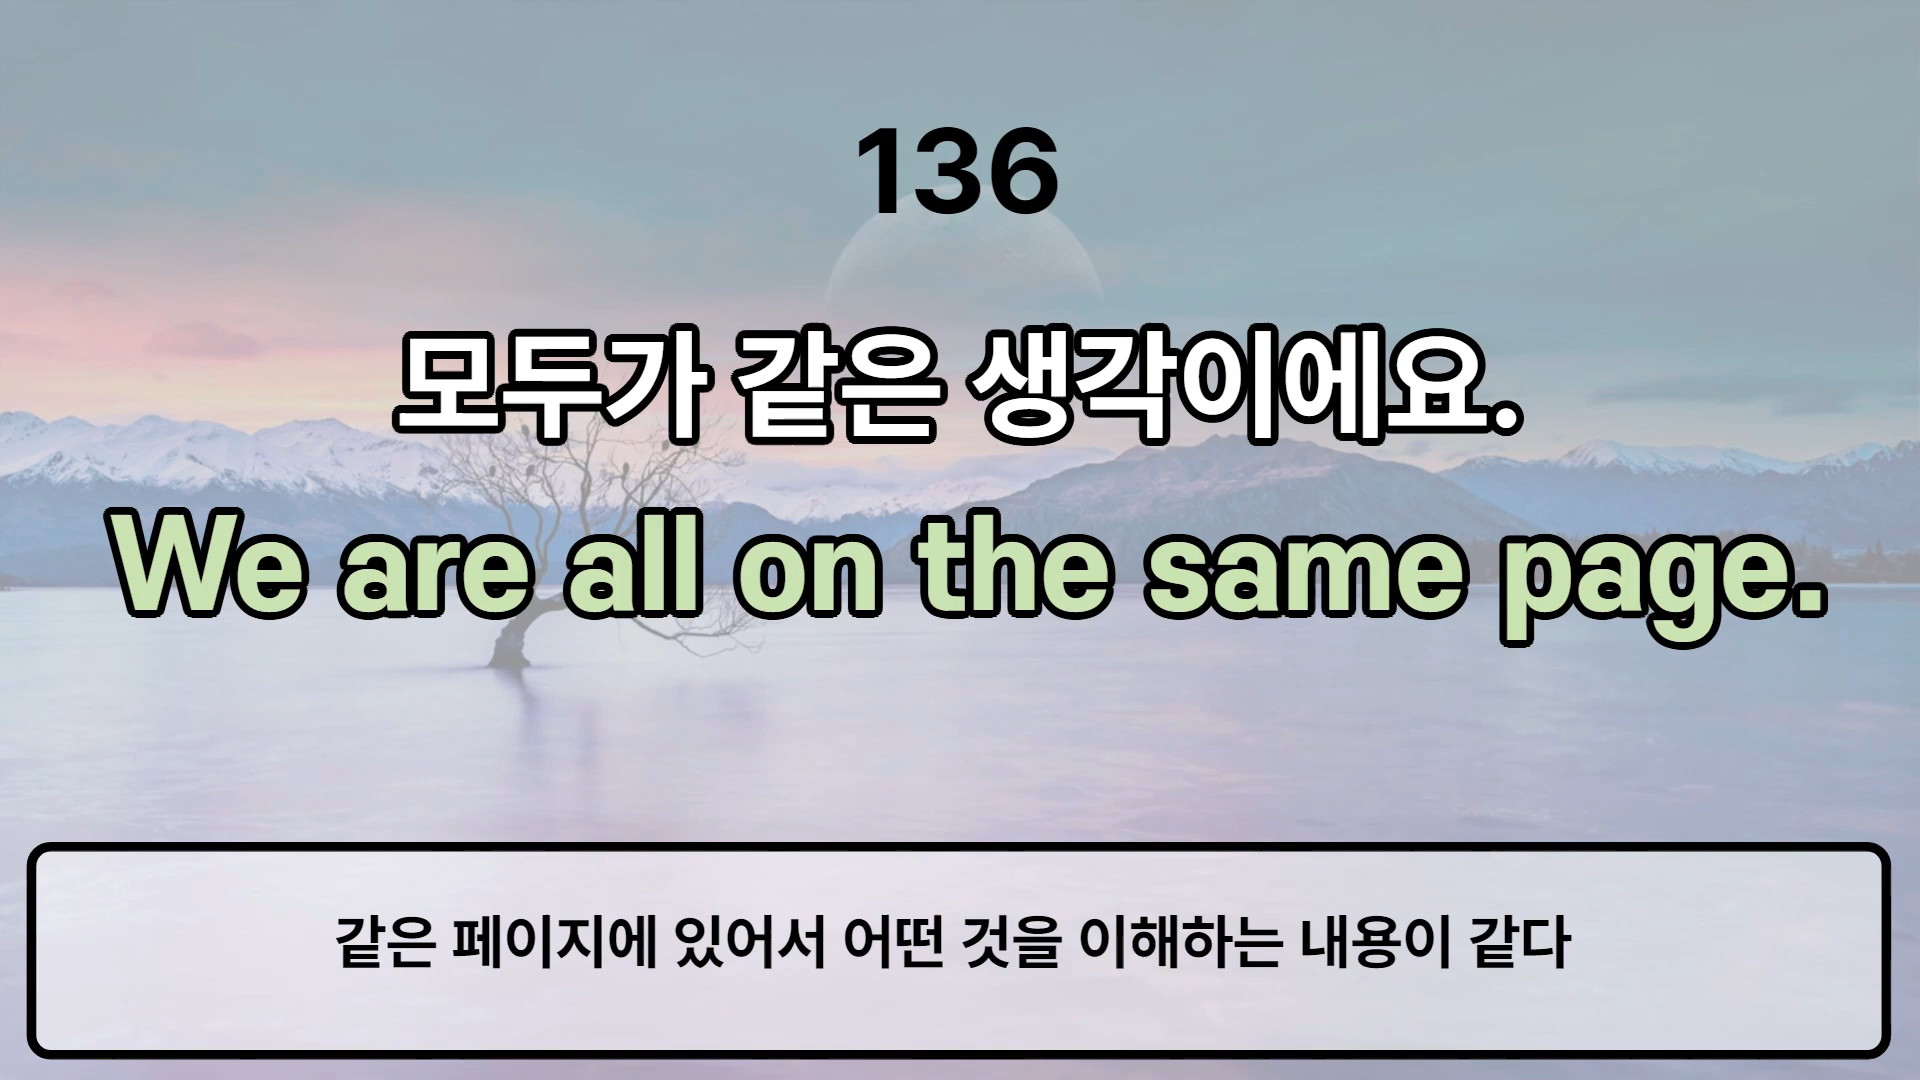 136
모두가 같은 생각이에요.
We are all on the same page.
같은 페이지에 있어서 어떤 것을 이해하는 내용이 같다